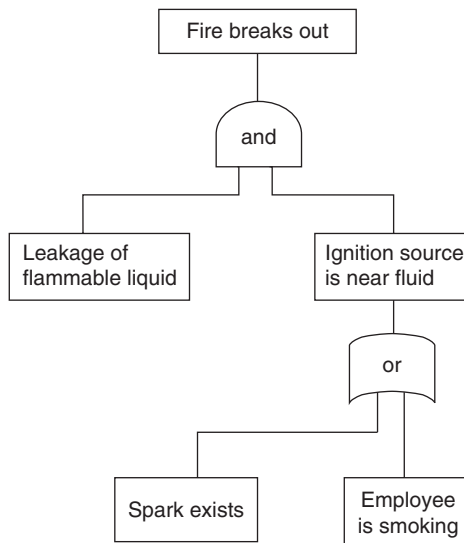 Fire breaks out
and
Leakage of
flammable liquid
Ignition source
is near fluid
or
Spark exists
Employee
is smoking